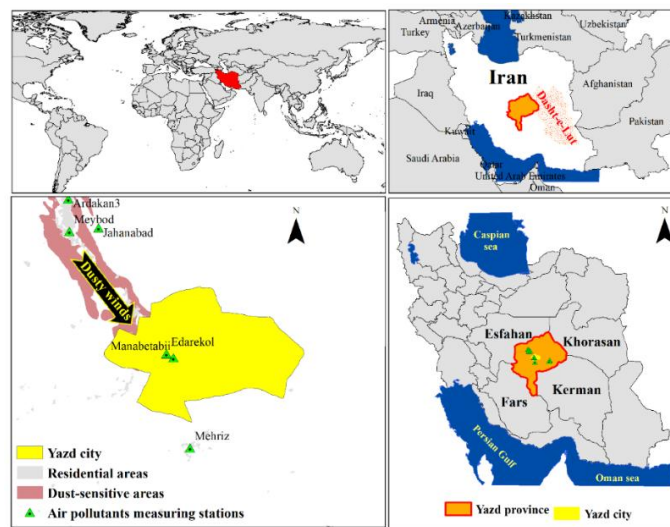 N
Kazakhstan
Armenia
Azerbaijan
Uzbekistan
Turkey
Turkmenistan
Iran
Afghanistan
Iraq
Dasht-e-Lut
Pakistan
Kuwait
Saudi Arabia
Qatar
United Arab Emirates
Oman
Ardakan3
Meybod
Jahanabad
N
Dusty winds
Manabetabii
Edarekol
Mehriz
Yazd city
Residential areas
Dust-sensitive areas
Air pollutants measuring stations
N
Caspian
sea
Esfahan
Khorasan
Kerman
Fars
Persian Gulf
Oman sea
Yazd province
Yazd city